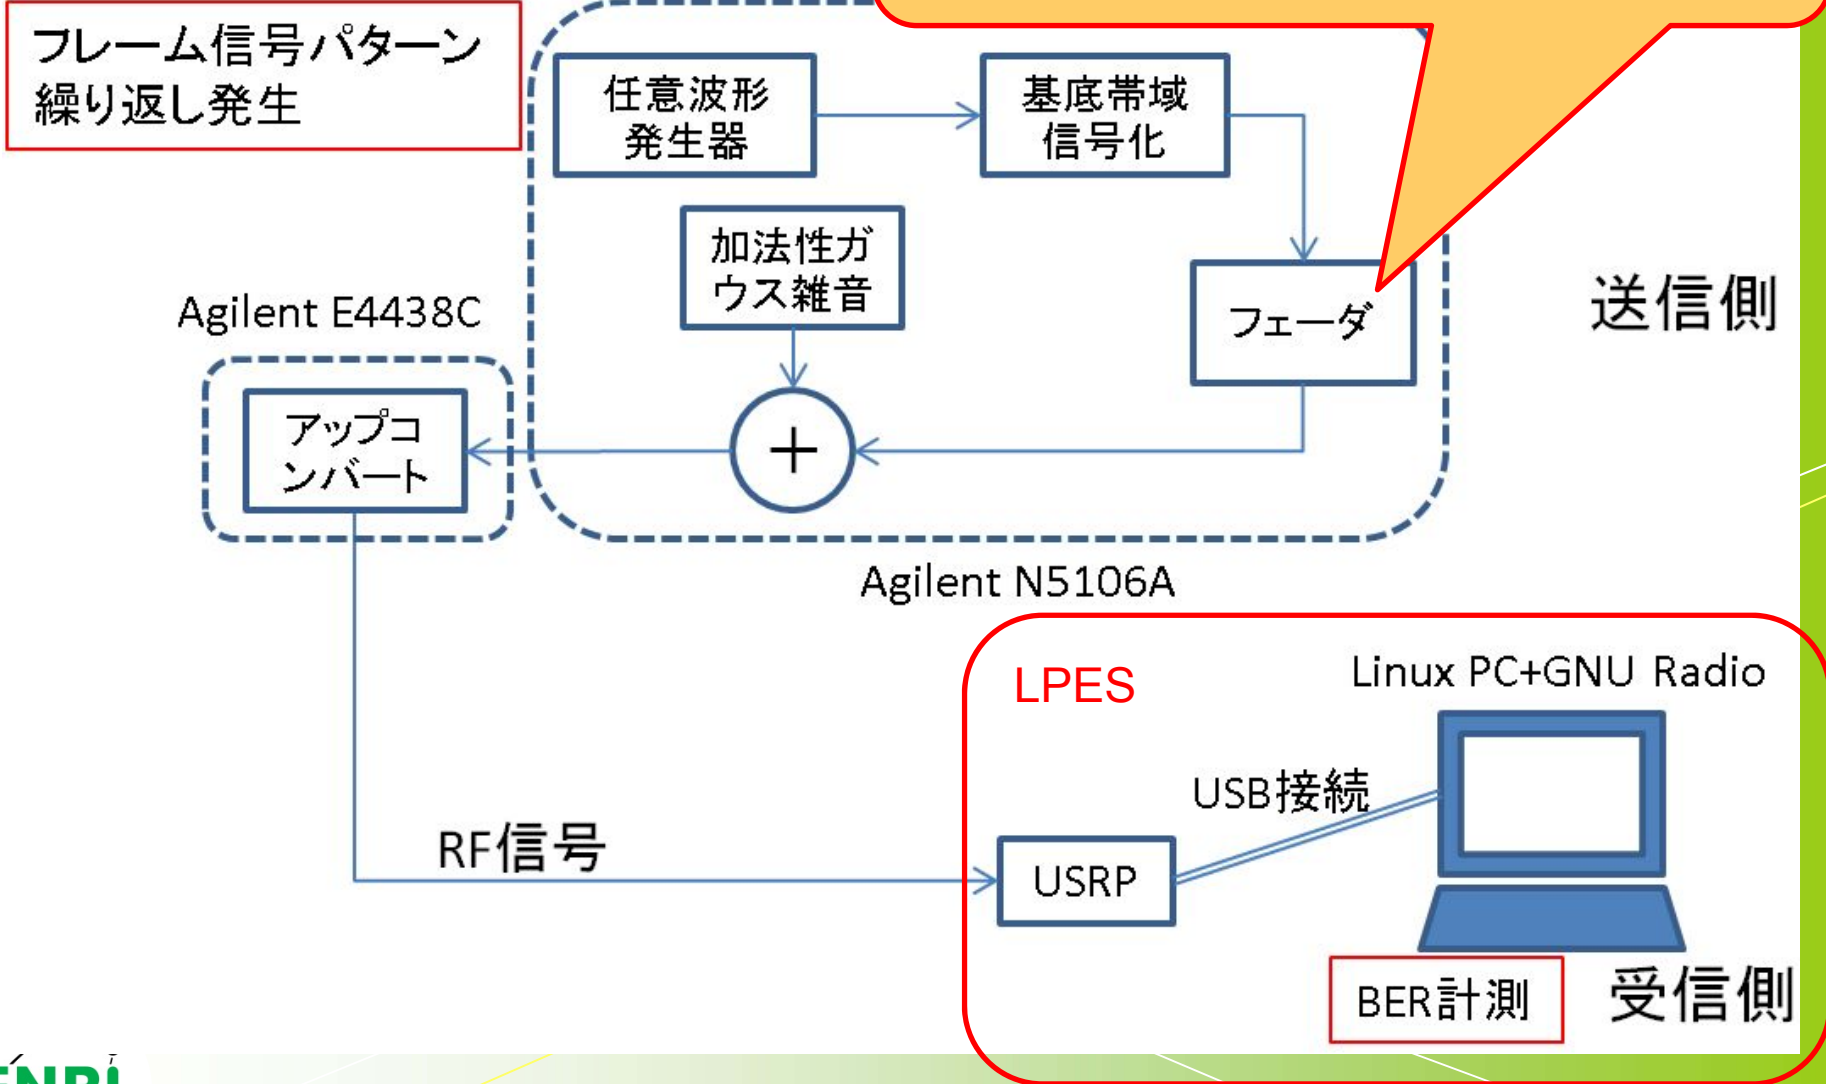 フレーム信号パターン
繰り返し発生
任意波形
発生器
基底帯域
信号化
加法性ガ
ウス雑音
フェーダ
送信側
Agilent E4438C
アップコ
ンバート
＋
Agilent N5106A
LPES
Linux PC+GNU Radio
USB接続
RF信号
USRP
BER計測
受信側